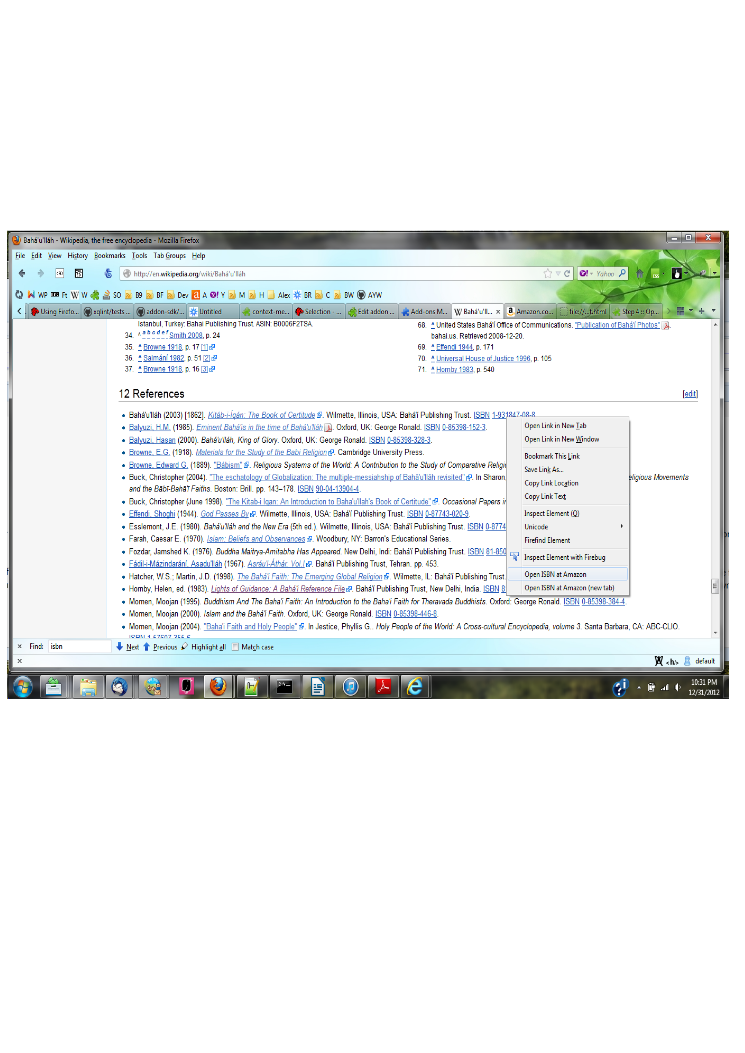 Bahá'u'lláh - Wikipedia, the free encyclopedia - Mozilla Firefox
File Edit View History Bookmarks Tools Tab Groups Help
http://en.wikipedia.org/wiki/Bahá'u'lláh
Yahoo
WP Ft W W SO B9 BF Dev A Y M H Alex BR C BW AYW
Using Firefo... xqlint/tests... addon-sdk/... Untitled context-me... Selection - ... Edit addon ... Add-ons M... Bahá'u'll... × Amazon.co... file:///...t.html Step 4 :: Op...
Istanbul, Turkey: Bahai Publishing Trust. ASIN: B0006F2TSA.
34. ^ a b c d e f Smith 2008, p. 24
35. ^ Browne 1918, p. 17 [1]
36. ^ Salmání 1982, p. 51 [2]
37. ^ Browne 1918, p. 16 [3]
68. ^ United States Bahá'í Office of Communications. "Publication of Bahá'í Photos".
bahai.us. Retrieved 2008-12-20.
69. ^ Effendi 1944, p. 171
70. ^ Universal House of Justice 1996, p. 105
71. ^ Hornby 1983, p. 540
12 References
[edit]
• Bahá'u'lláh (2003) [1862]. Kitáb-i-Íqán: The Book of Certitude. Wilmette, Illinois, USA: Bahá'í Publishing Trust. ISBN 1-931847-08-8.
• Balyuzi, H.M. (1985). Eminent Bahá'ís in the time of Bahá'u'lláh. Oxford, UK: George Ronald. ISBN 0-85398-152-3.
• Balyuzi, Hasan (2000). Bahá'u'lláh, King of Glory. Oxford, UK: George Ronald. ISBN 0-85398-328-3.
• Browne, E.G. (1918). Materials for the Study of the Bábí Religion. Cambridge University Press.
• Browne, Edward G. (1889). "Bábism". Religious Systems of the World: A Contribution to the Study of Comparative Religi
• Buck, Christopher (2004). "The eschatology of Globalization: The multiple-messiahship of Bahá'u'lláh revisited". In Sharon eligious Movements
and the Bābī-Bahā'ī Faiths. Boston: Brill. pp. 143–178. ISBN 90-04-13904-4.
• Buck, Christopher (June 1998). "The Kitab-i Iqan: An Introduction to Baha'u'llah's Book of Certitude". Occasional Papers i
• Effendi, Shoghi (1944). God Passes By. Wilmette, Illinois, USA: Bahá'í Publishing Trust. ISBN 0-87743-020-9.
• Esslemont, J.E. (1980). Bahá'u'lláh and the New Era (5th ed.). Wilmette, Illinois, USA: Bahá'í Publishing Trust. ISBN 0-8774
• Farah, Caesar E. (1970). Islam: Beliefs and Observances. Woodbury, NY: Barron's Educational Series.
• Fozdar, Jamshed K. (1976). Buddha Maitrya-Amitabha Has Appeared. New Delhi, Indi: Bahá'í Publishing Trust. ISBN 81-850
• Fádil-i-Mázindarání, Asadu'lláh (1967). Asráru'l-Áthár, Vol I. Bahá'í Publishing Trust, Tehran. pp. 453.
• Hatcher, W.S.; Martin, J.D. (1998). The Bahá'í Faith: The Emerging Global Religion. Wilmette, IL: Bahá'í Publishing Trust.
• Hornby, Helen, ed. (1983). Lights of Guidance: A Bahá'í Reference File. Bahá'í Publishing Trust, New Delhi, India. ISBN 8
• Momen, Moojan (1995). Buddhism And The Baha'i Faith: An Introduction to the Baha'i Faith for Theravada Buddhists. Oxford: George Ronald. ISBN 0-85398-384-4.
• Momen, Moojan (2000). Islam and the Bahá'í Faith. Oxford, UK: George Ronald. ISBN 0-85398-446-8.
• Momen, Moojan (2004). "Baha'i Faith and Holy People". In Jestice, Phyllis G.. Holy People of the World: A Cross-cultural Encyclopedia, volume 3. Santa Barbara, CA: ABC-CLIO.
ISBN 1-57607-355-6
Open Link in New Tab
Open Link in New Window
Bookmark This Link
Save Link As...
Copy Link Location
Copy Link Text
Inspect Element (Q)
Unicode
Firefind Element
Inspect Element with Firebug
Open ISBN at Amazon
Open ISBN at Amazon (new tab)
× Find: isbn Next Previous Highlight all Match case
× default
10:31 PM
12/31/2012